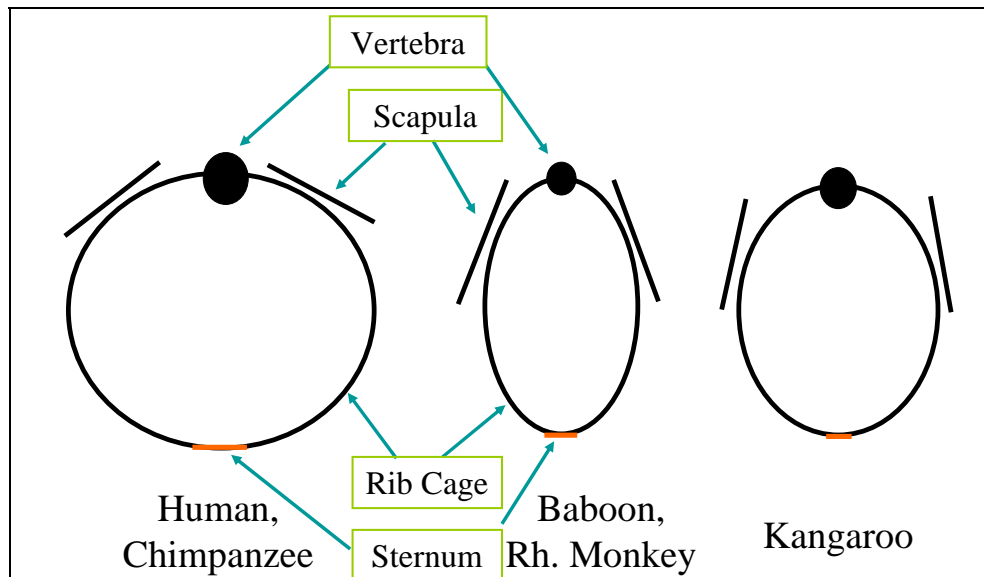 Vertebra
Scapula
Rib Cage
Sternum
Human,
Chimpanzee
Baboon,
Rh. Monkey
Kangaroo